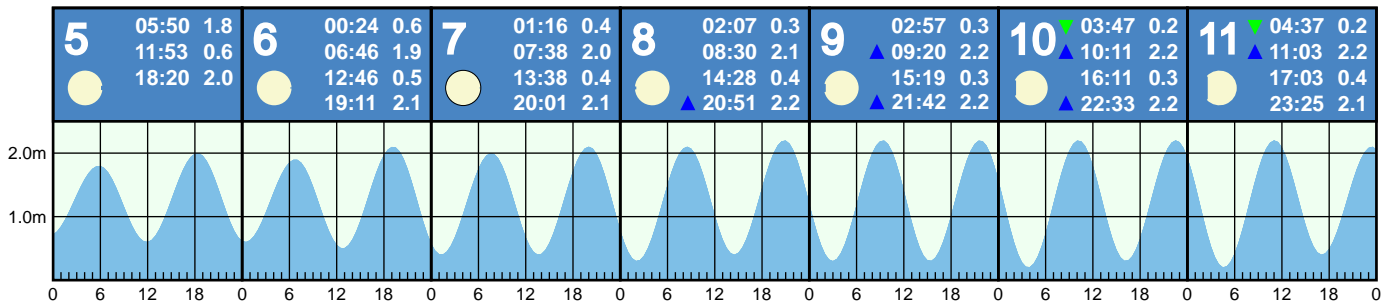 5
05:50 1.8
11:53 0.6
18:20 2.0
6
00:24 0.6
06:46 1.9
12:46 0.5
19:11 2.1
7
01:16 0.4
07:38 2.0
13:38 0.4
20:01 2.1
8
02:07 0.3
08:30 2.1
14:28 0.4
▲ 20:51 2.2
9
02:57 0.3
▲ 09:20 2.2
15:19 0.3
▲ 21:42 2.2
10
▼ 03:47 0.2
▲ 10:11 2.2
16:11 0.3
▲ 22:33 2.2
11
▼ 04:37 0.2
▲ 11:03 2.2
17:03 0.4
23:25 2.1
2.0m
1.0m
0 6 12 18 0 6 12 18 0 6 12 18 0 6 12 18 0 6 12 18 0 6 12 18 0 6 12 18 0